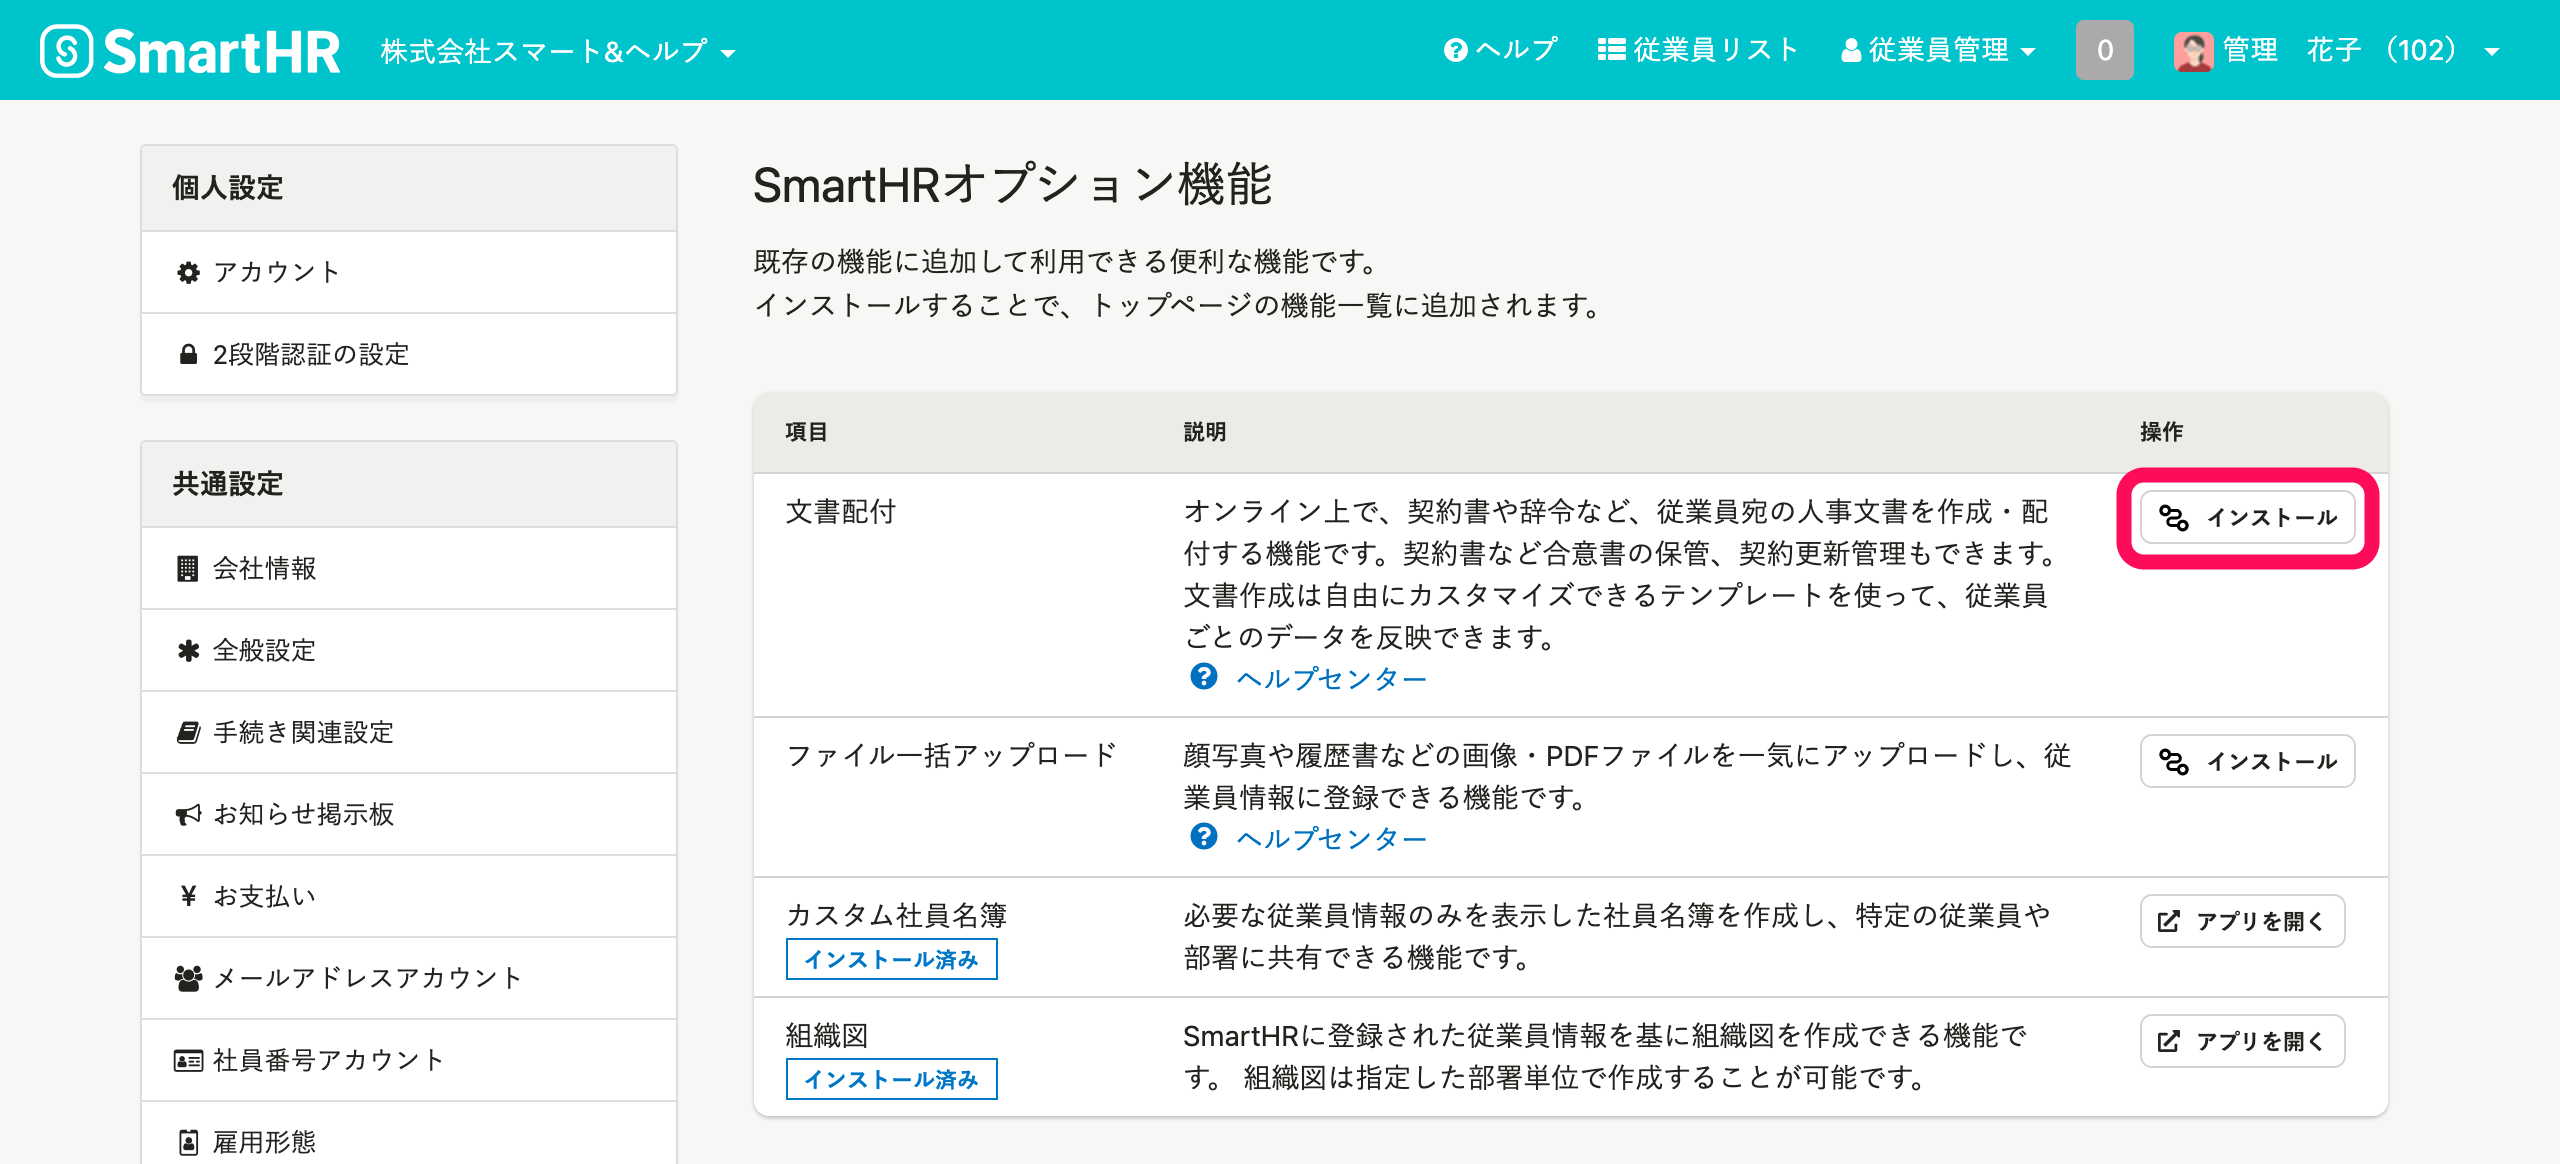 SmartHR 株式会社スマート&ヘルプ ヘルプ 従業員リスト 従業員管理 0 管理 花子 (102)
個人設定
アカウント
2段階認証の設定
共通設定
会社情報
全般設定
手続き関連設定
お知らせ掲示板
¥ お支払い
メールアドレスアカウント
社員番号アカウント
雇用形態
SmartHRオプション機能
既存の機能に追加して利用できる便利な機能です。
インストールすることで、トップページの機能一覧に追加されます。
項目 説明 操作
文書配付 オンライン上で、契約書や辞令など、従業員宛の人事文書を作成・配 インストール
付する機能です。契約書など合意書の保管、契約更新管理もできます。
文書作成は自由にカスタマイズできるテンプレートを使って、従業員
ごとのデータを反映できます。
ヘルプセンター
ファイル一括アップロード 顔写真や履歴書などの画像・PDFファイルを一気にアップロードし、従 インストール
業員情報に登録できる機能です。
ヘルプセンター
カスタム社員名簿 必要な従業員情報のみを表示した社員名簿を作成し、特定の従業員や アプリを開く
インストール済み 部署に共有できる機能です。
組織図 SmartHRに登録された従業員情報を基に組織図を作成できる機能で アプリを開く
インストール済み す。 組織図は指定した部署単位で作成することが可能です。